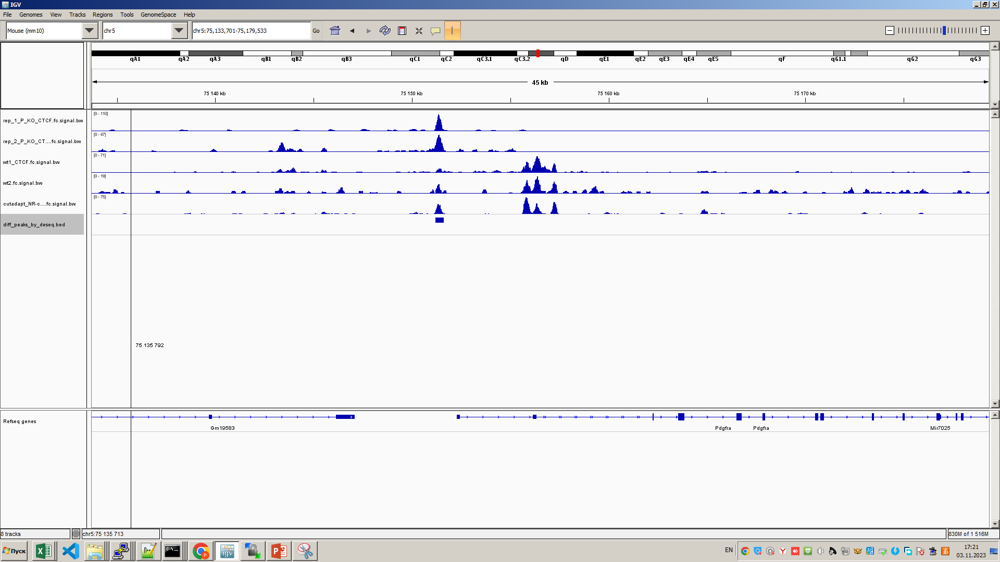 IGV
File Genomes View Tracks Regions Tools GenomeSpace Help
Mouse (mm10) chr5 chr5:75,133,701-75,179,533 Go
qA1 qA2 qA3 qB1 qB2 qB3 qC1 qC2 qC3.1 qC3.2 qD qE1 qE2 qE3 qE4 qE5 qF qG1.1 qG2 qG3
45 kb
75 140 kb 75 150 kb 75 160 kb 75 170 kb
[0 - 110]
rep_1_P_KO_CTCF.fc.signal.bw
[0 - 47]
rep_2_P_KO_CT....fc.signal.bw
[0 - 71]
wt1_CTCF.fc.signal.bw
[0 - 19]
wt2.fc.signal.bw
[0 - 75]
cutadapt_NR-c....fc.signal.bw
diff_peaks_by_deseq.bed
75 135 792
Refseq genes
Gm19583 Pdgfra Pdgfra Mir7025
8 tracks chr5:75 135 713 830M of 1 516M
Пуск EN 17:21
03.11.2023